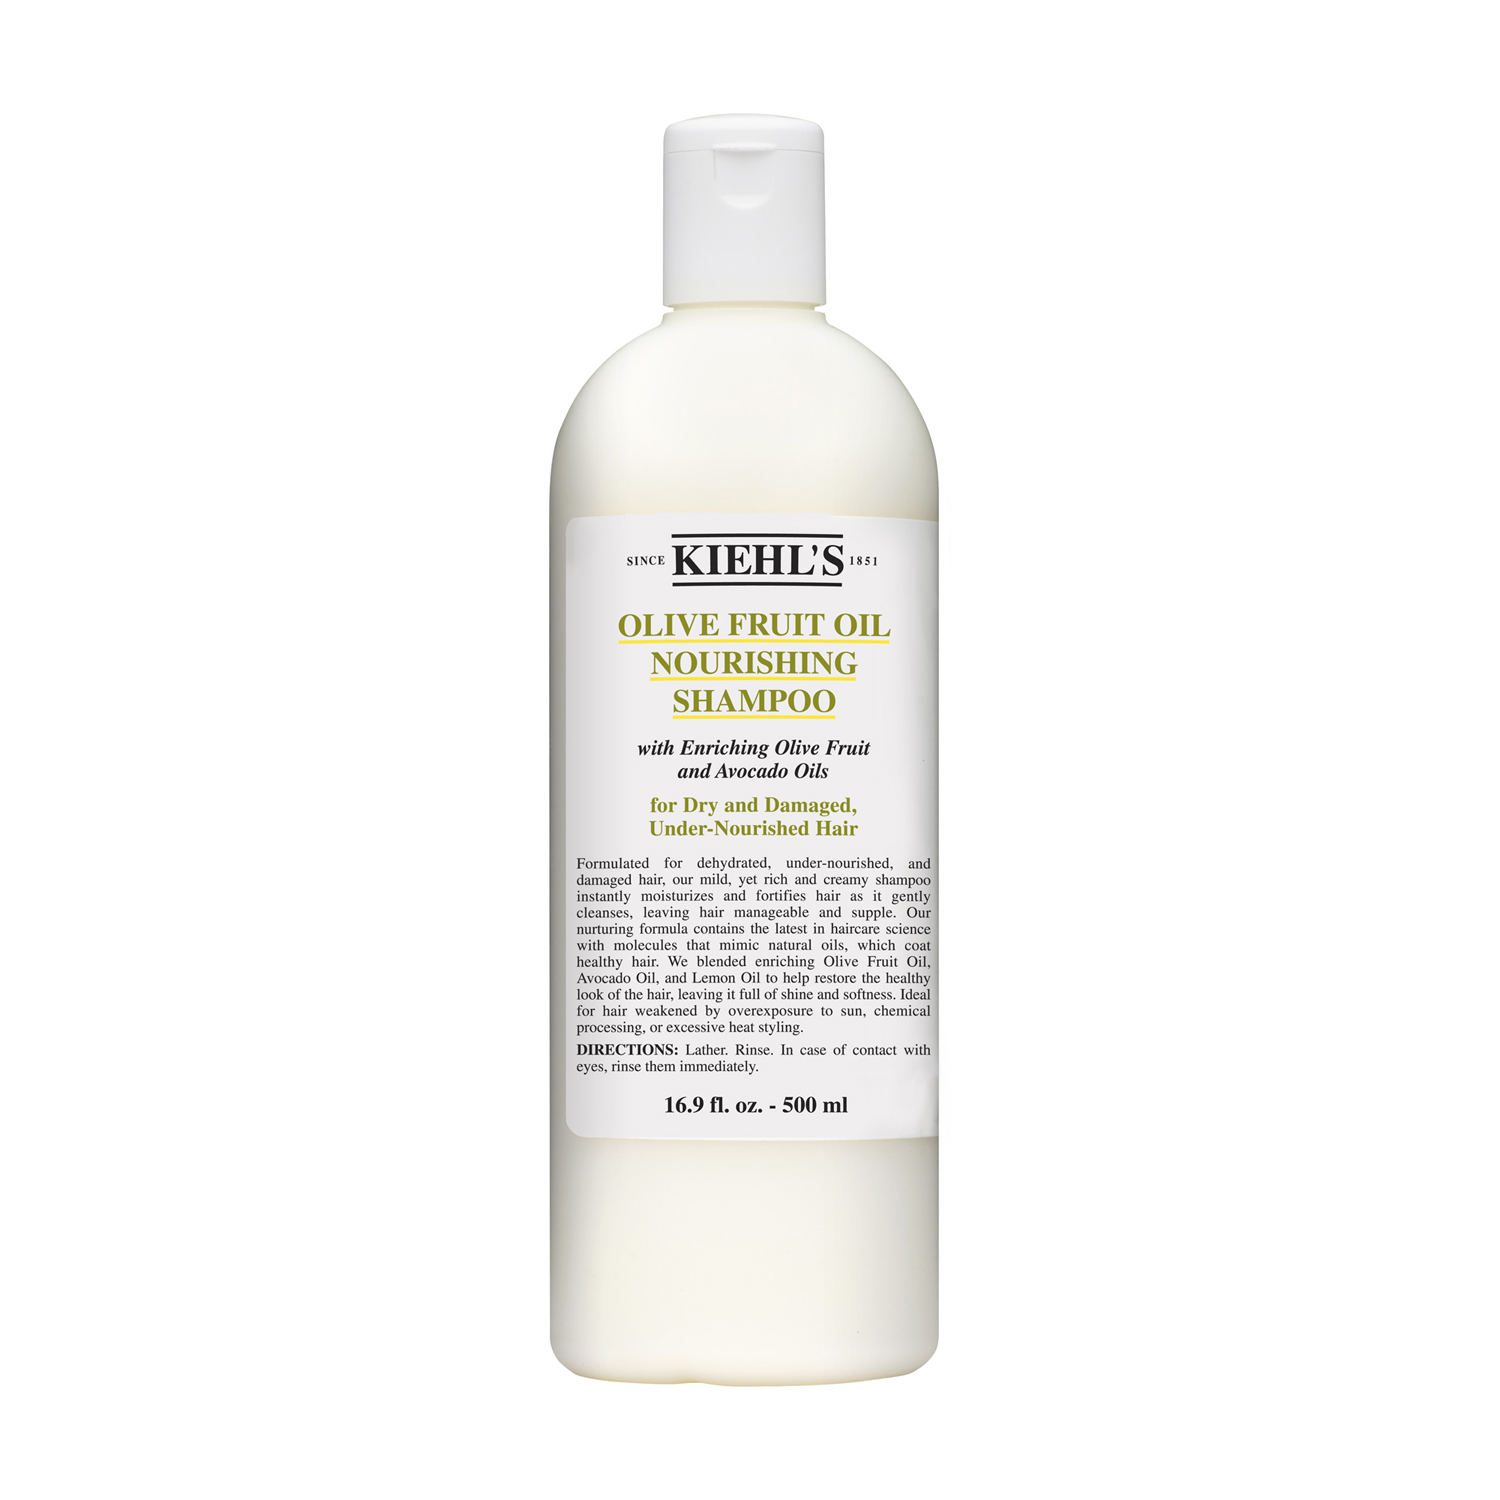 SINCE KIEHL'S 1851
OLIVE FRUIT OIL
NOURISHING
SHAMPOO
with Enriching Olive Fruit
and Avocado Oils
for Dry and Damaged,
Under-Nourished Hair
Formulated for dehydrated, under-nourished, and
damaged hair, our mild, yet rich and creamy shampoo
instantly moisturizes and fortifies hair as it gently
cleanses, leaving hair manageable and supple. Our
nurturing formula contains the latest in haircare science
with molecules that mimic natural oils, which coat
healthy hair. We blended enriching Olive Fruit Oil,
Avocado Oil, and Lemon Oil to help restore the healthy
look of the hair, leaving it full of shine and softness. Ideal
for hair weakened by overexposure to sun, chemical
processing, or excessive heat styling.
DIRECTIONS: Lather. Rinse. In case of contact with
eyes, rinse them immediately.
16.9 fl. oz. - 500 ml